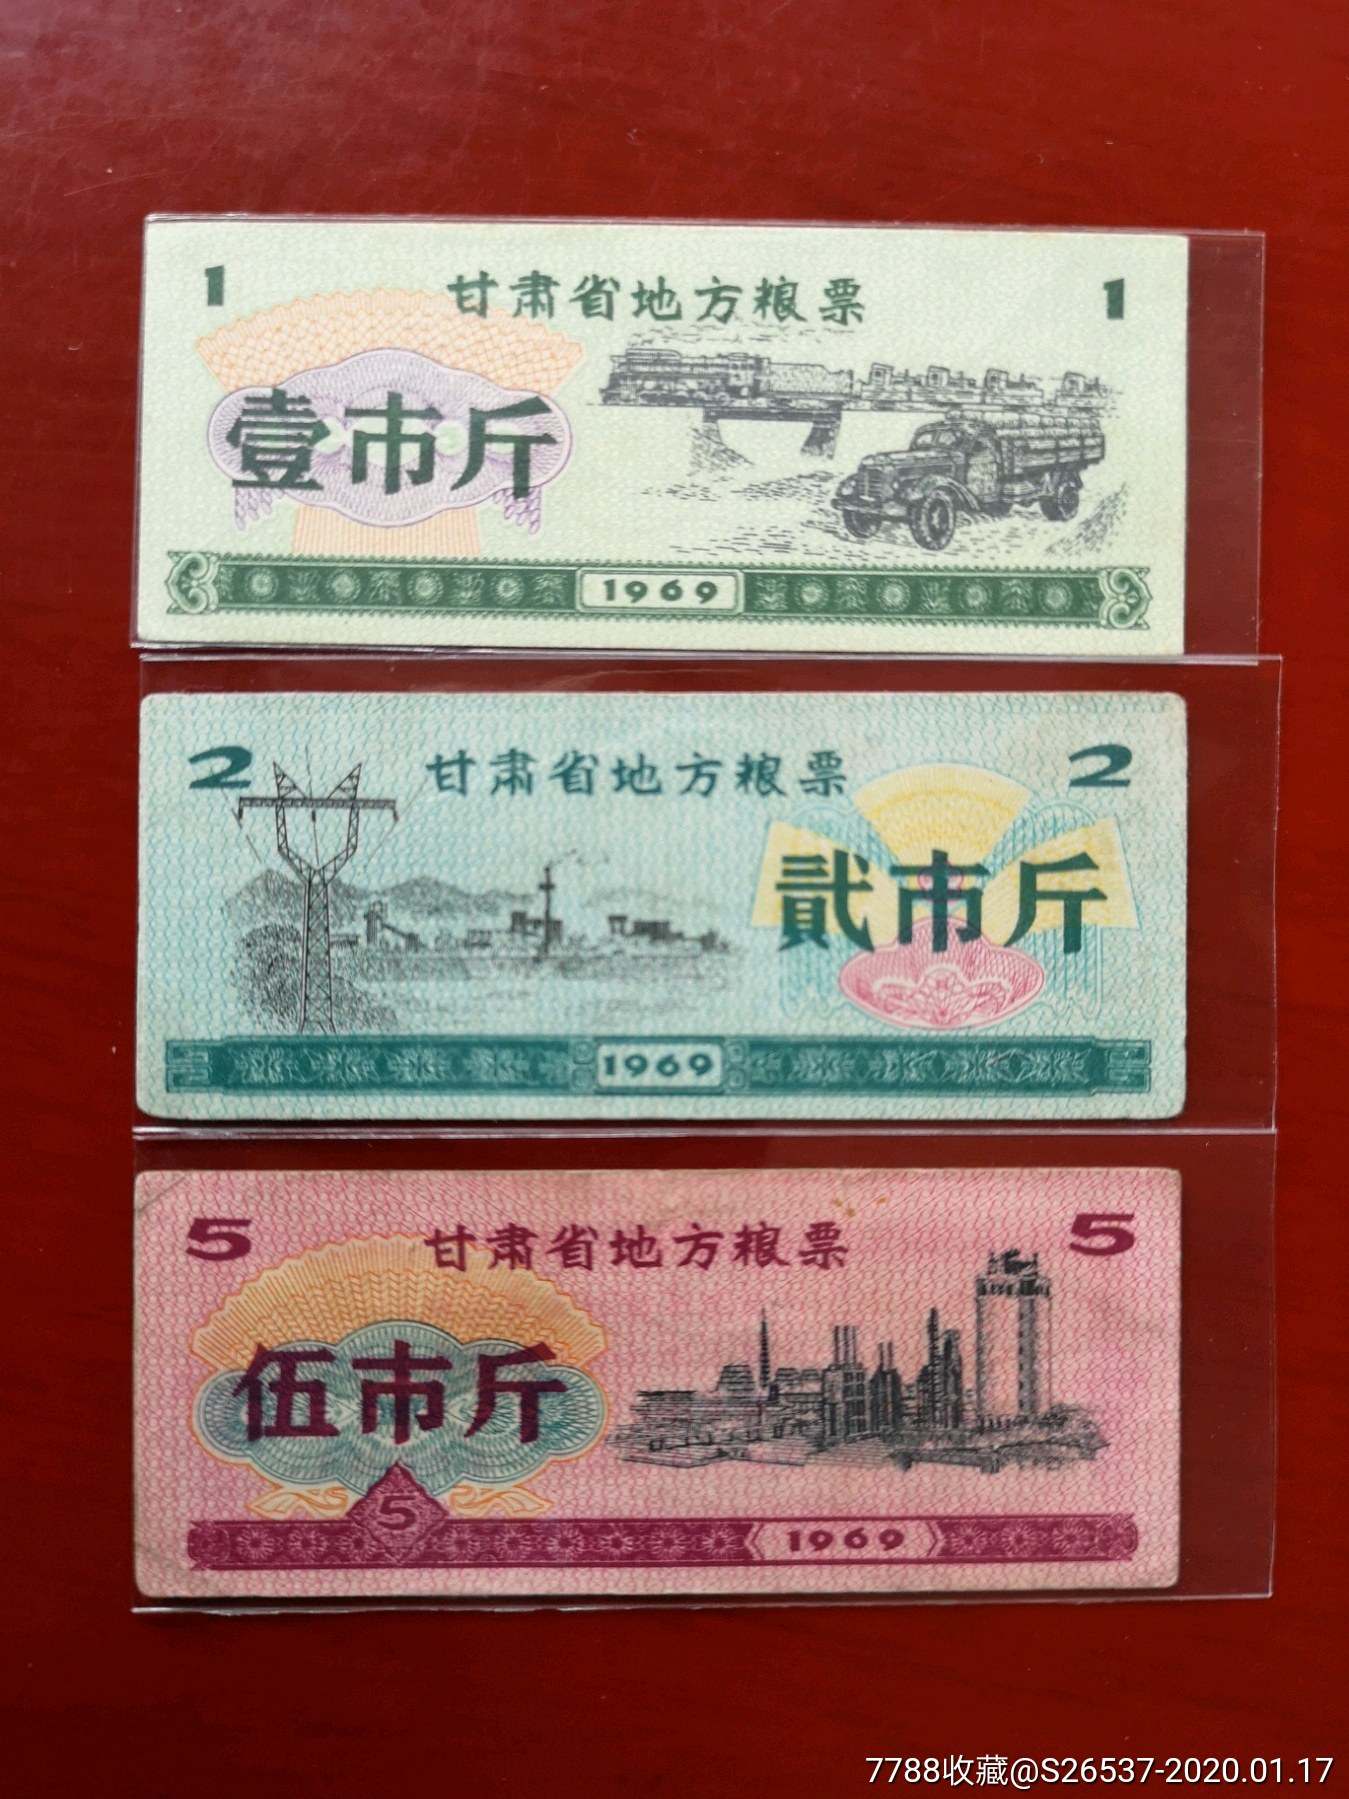 1 甘肃省地方粮票 1
壹市斤
1969
2 甘肃省地方粮票 2
贰市斤
1969
5 甘肃省地方粮票 5
伍市斤
5
1969
7788收藏@S26537-2020.01.17